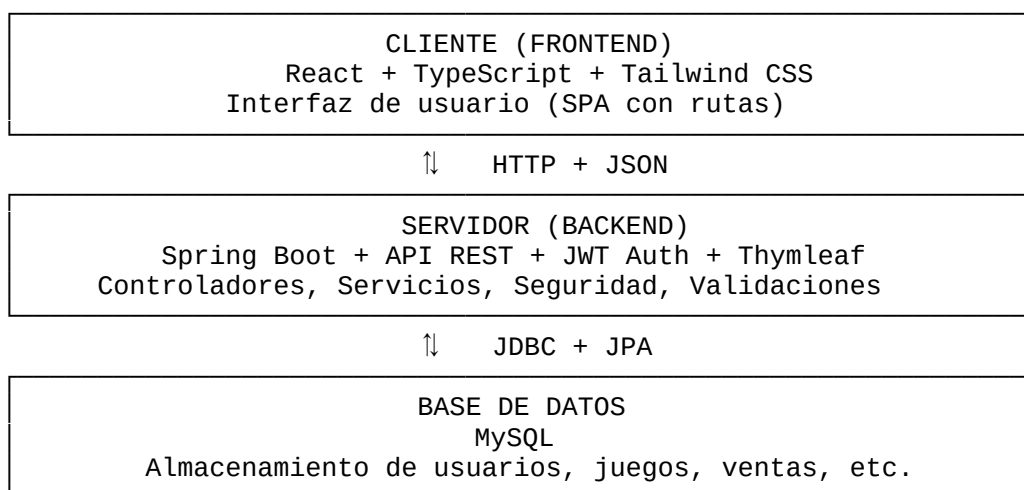 CLIENTE (FRONTEND)
React + TypeScript + Tailwind CSS
Interfaz de usuario (SPA con rutas)
⇅ HTTP + JSON
SERVIDOR (BACKEND)
Spring Boot + API REST + JWT Auth + Thymleaf
Controladores, Servicios, Seguridad, Validaciones
⇅ JDBC + JPA
BASE DE DATOS
MySQL
Almacenamiento de usuarios, juegos, ventas, etc.